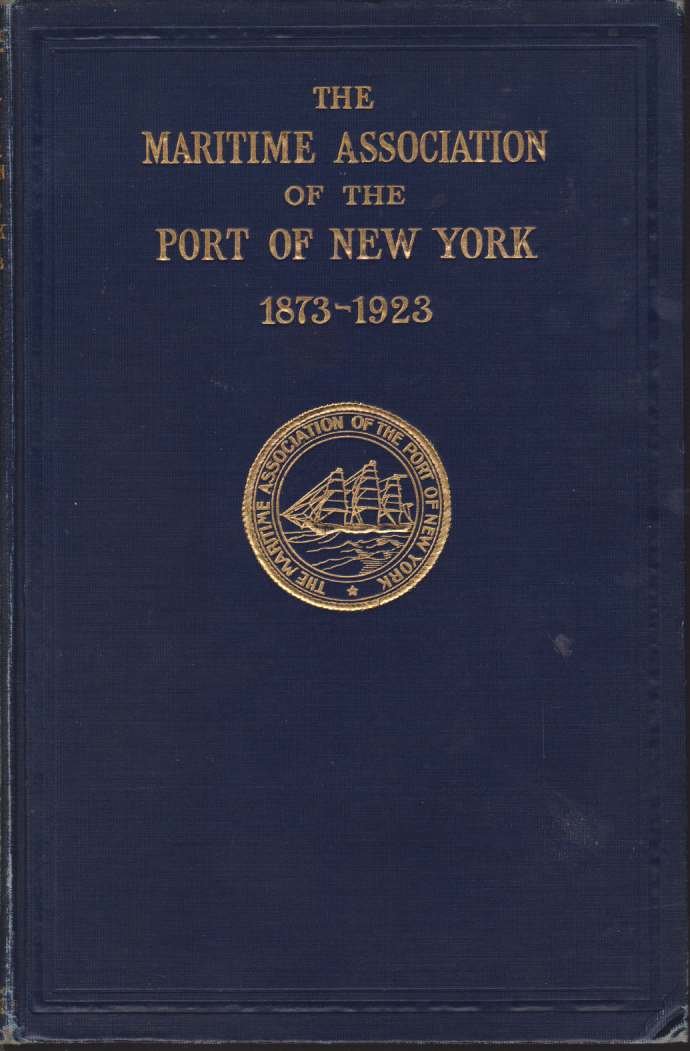 THE
MARITIME ASSOCIATION
OF THE
PORT OF NEW YORK
1873-1923
THE MARITIME ASSOCIATION OF THE PORT OF NEW YORK